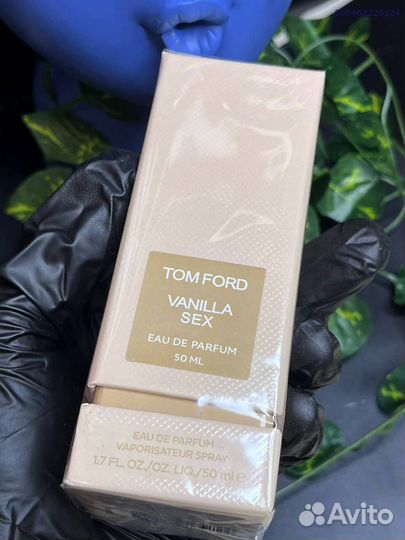 TOM FORD
VANILLA
SEX
EAU DE PARFUM
50 ML
EAU DE PARFUM
VAPORISATEUR SPRAY
1.7 FL. OZ./OZ. LIQ./50 ml e
Avito